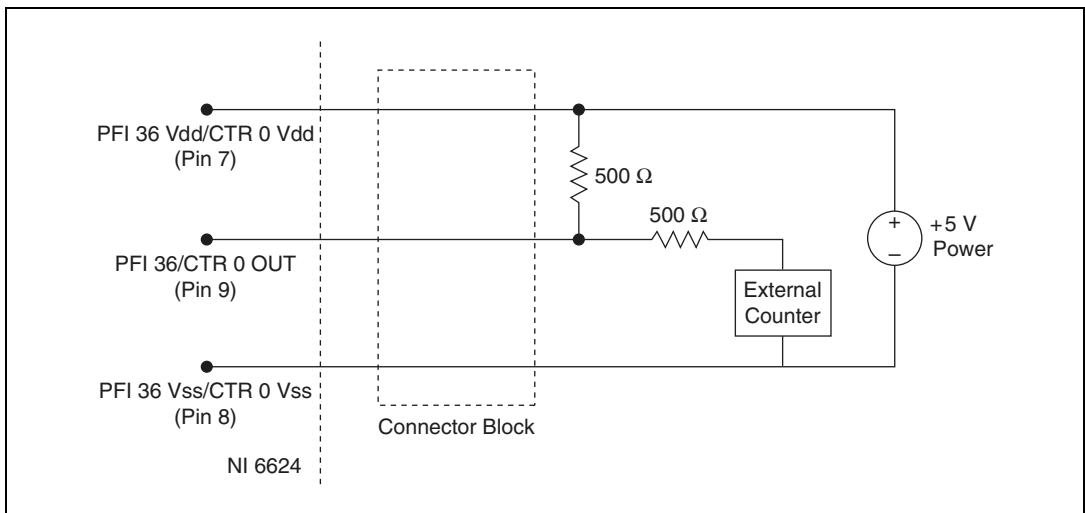 PFI 36 Vdd/CTR 0 Vdd
(Pin 7)
500 Ω
500 Ω
+
+5 V
Power
–
PFI 36/CTR 0 OUT
(Pin 9)
External
Counter
PFI 36 Vss/CTR 0 Vss
(Pin 8)
Connector Block
NI 6624